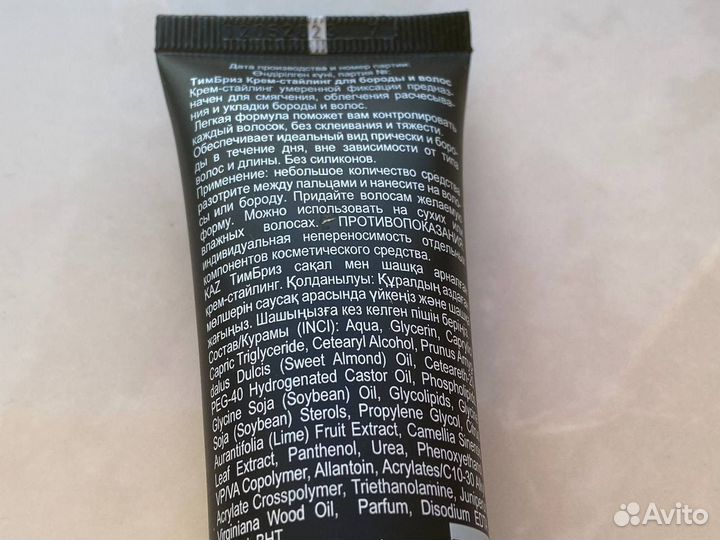 Дата производства и номер партии:
Өндірілген күні, партия №:
ТимБриз Крем-стайлинг для бороды и волос
Крем-стайлинг умеренной фиксации предназ-
начен для смягчения, облегчения расчесыва-
ния и укладки бороды и волос.
Легкая формула поможет вам контролировать
каждый волосок, без склеивания и тяжести.
Обеспечивает идеальный вид прически и боро-
ды в течение дня, вне зависимости от типа
волос и длины. Без силиконов.
Применение: небольшое количество средства
разотрите между пальцами и нанесите на воло-
сы или бороду. Придайте волосам желаемую
форму. Можно использовать на сухих или
влажных волосах. ПРОТИВОПОКАЗАНИЯ
индивидуальная непереносимость отдельных
компонентов косметического средства.
KAZ ТимБриз сақал мен шашқа арналған
крем-стайлинг. Қолданылуы: Құралдың аздаған
мөлшерін саусақ арасында үйкеңіз және шашқа
жағыңыз. Шашыңызға кез келген пішін беріңіз.
Состав/Курамы (INCI): Aqua, Glycerin, Caprylic
Capric Triglyceride, Cetearyl Alcohol, Prunus Amyg
dalus Dulcis (Sweet Almond) Oil, Ceteareth-
PEG-40 Hydrogenated Castor Oil, Phospholipids
Glycine Soja (Soybean) Oil, Glycolipids, Glycine
Soja (Soybean) Sterols, Propylene Glycol, Citrus
Aurantifolia (Lime) Fruit Extract, Camellia Sinensis
Leaf Extract, Panthenol, Urea, Phenoxyethanol
VP/VA Copolymer, Allantoin, Acrylates/C10-30 Alkyl
Acrylate Crosspolymer, Triethanolamine, Juniperus
Virginiana Wood Oil, Parfum, Disodium EDTA
BHT
Avito